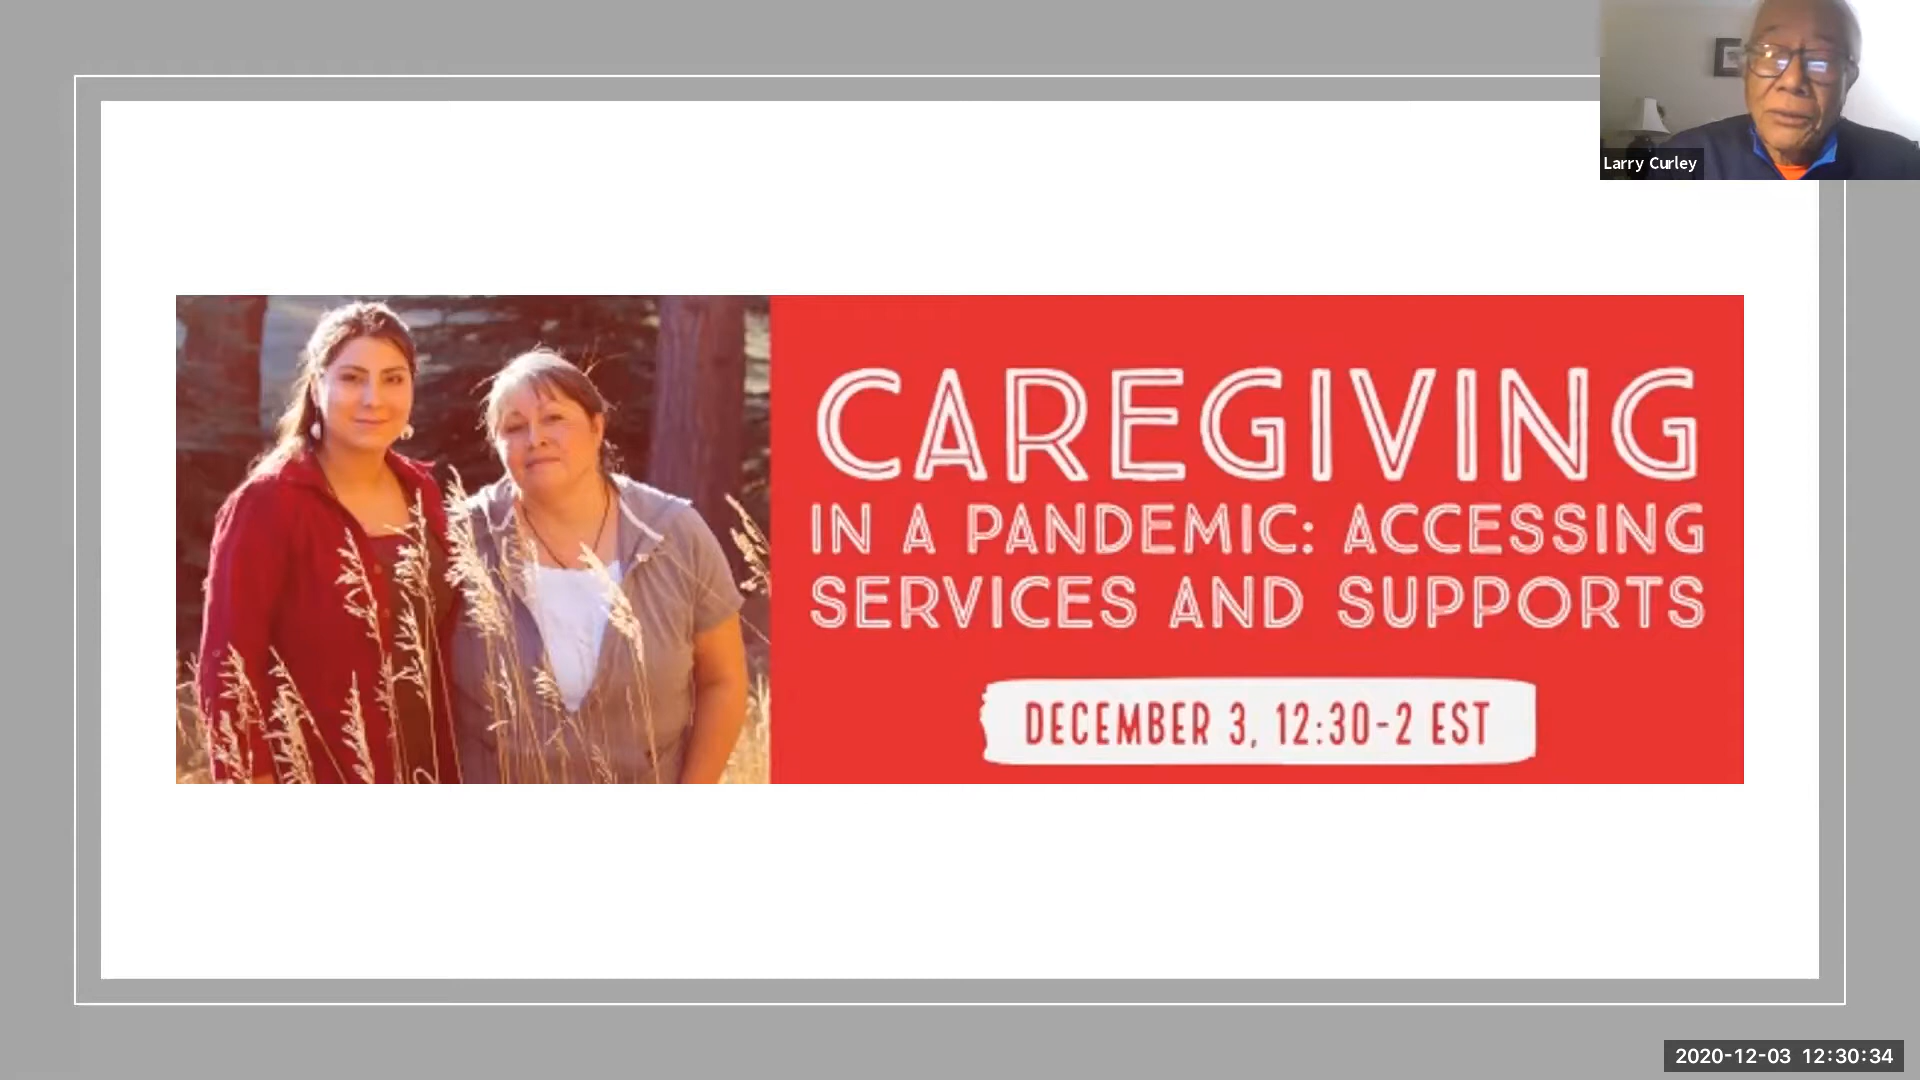 Larry Curley
CAREGIVING
IN A PANDEMIC: ACCESSING
SERVICES AND SUPPORTS
DECEMBER 3, 12:30-2 EST
2020-12-03 12:30:34